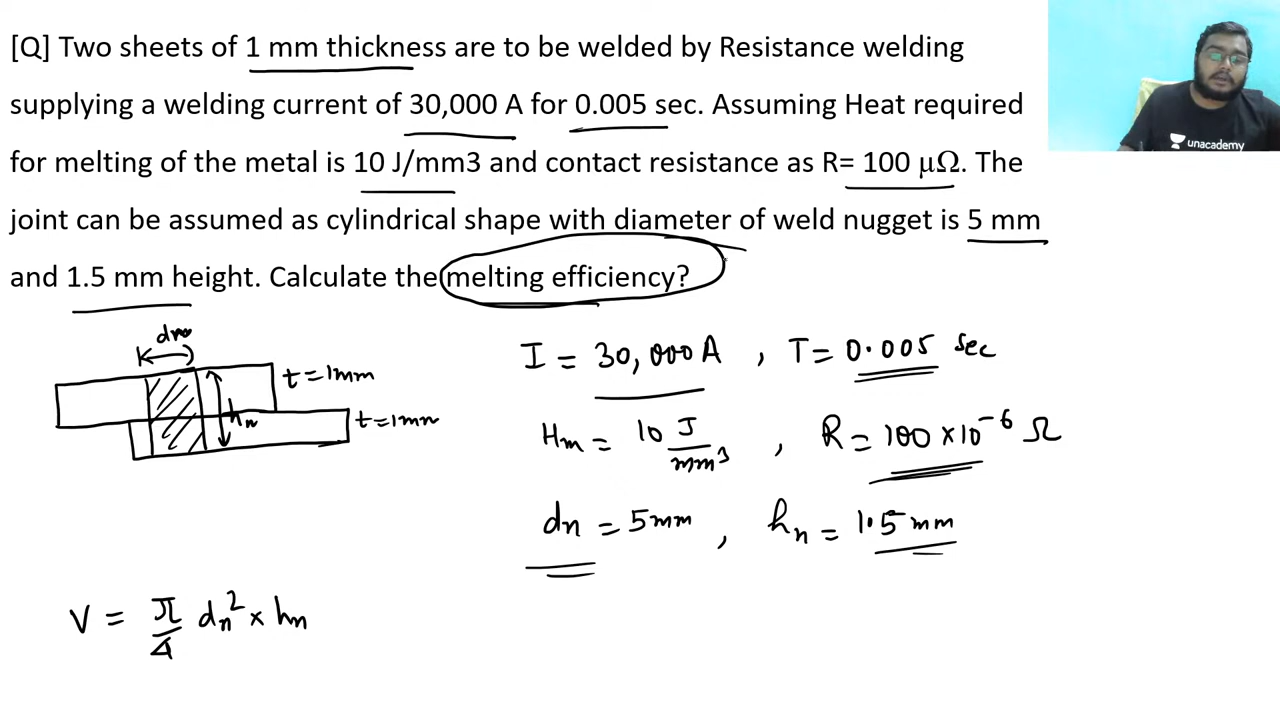 [Q] Two sheets of 1 mm thickness are to be welded by Resistance welding
supplying a welding current of 30,000 A for 0.005 sec. Assuming Heat required
for melting of the metal is 10 J/mm3 and contact resistance as R= 100 μΩ. The
joint can be assumed as cylindrical shape with diameter of weld nugget is 5 mm
and 1.5 mm height. Calculate the melting efficiency?
unacademy
dn
t=1mm
hn
t=1mm
I = 30,000A , T= 0.005 sec
Hm = 10 J/mm³ , R= 100×10⁻⁶ Ω
dn = 5mm , hn = 1.5mm
V = π/4 dn² × hn